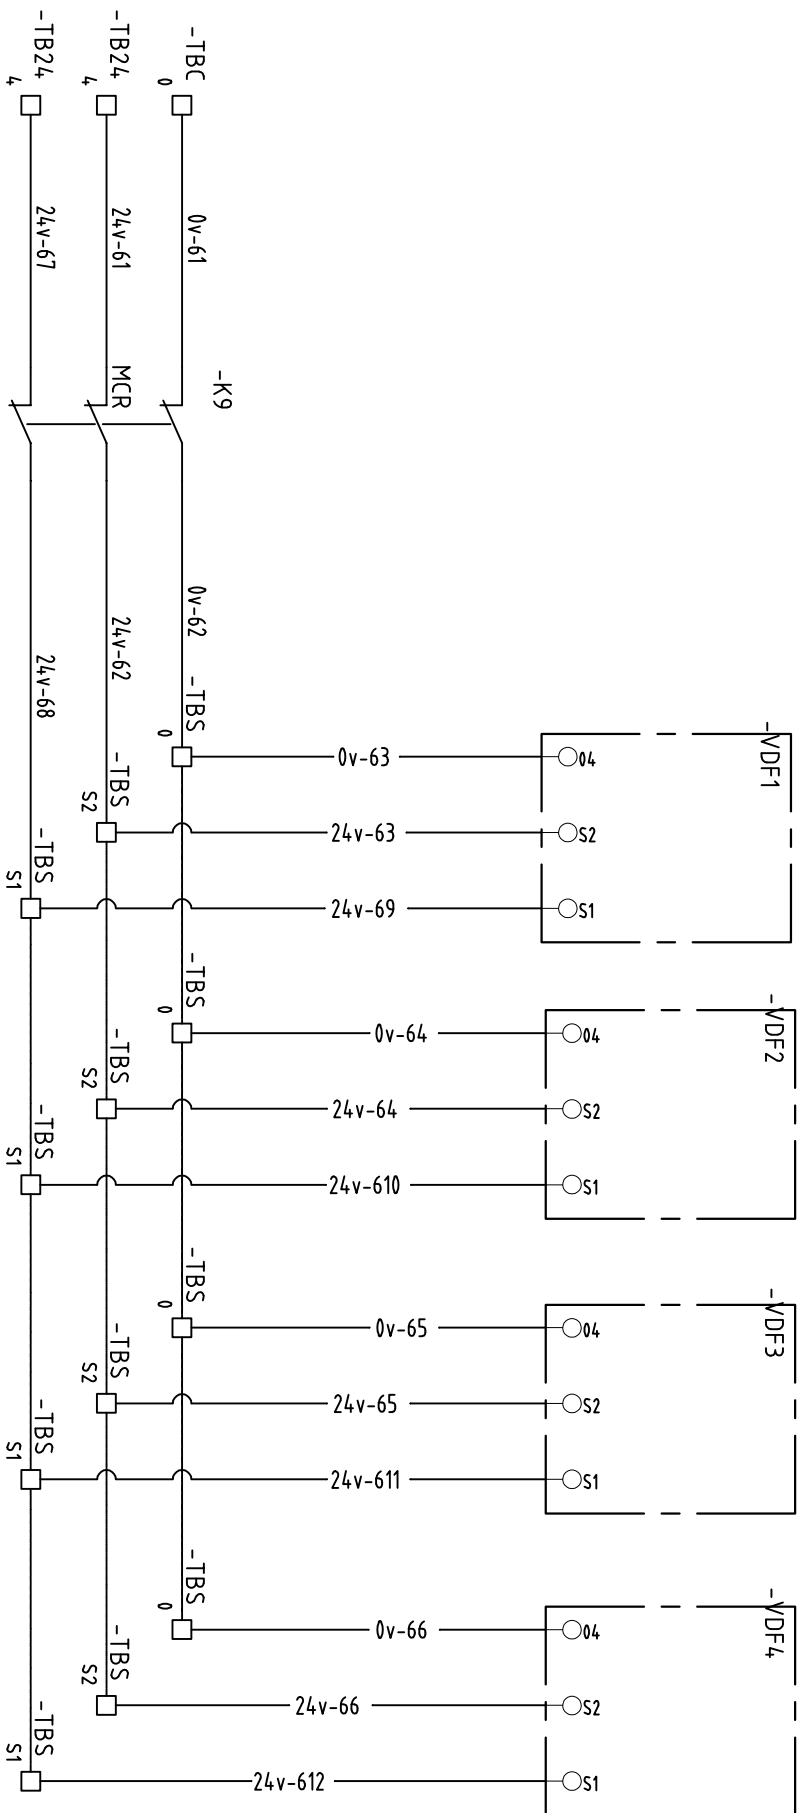 -TBC
0
0v-61
-K9
-TB24
4
24v-61
MCR
-TB24
4
24v-67
0v-62
24v-62
24v-68
-TBS
0
0v-63
04
-VDF1
-TBS
S2
24v-63
S2
-TBS
S1
24v-69
S1
-TBS
0
0v-64
04
-VDF2
-TBS
S2
24v-64
S2
-TBS
S1
24v-610
S1
-TBS
0
0v-65
04
-VDF3
-TBS
S2
24v-65
S2
-TBS
S1
24v-611
S1
-TBS
0
0v-66
04
-VDF4
-TBS
S2
24v-66
S2
-TBS
S1
24v-612
S1